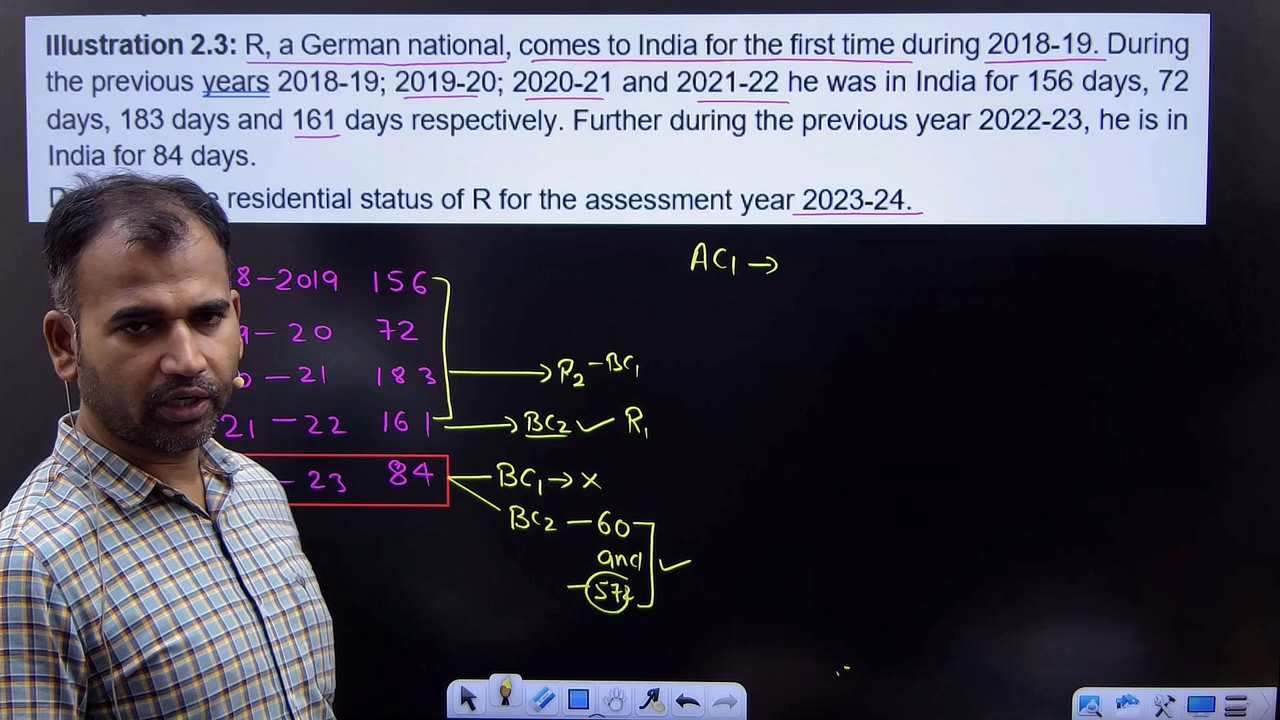 Illustration 2.3: R, a German national, comes to India for the first time during 2018-19. During
the previous years 2018-19; 2019-20; 2020-21 and 2021-22 he was in India for 156 days, 72
days, 183 days and 161 days respectively. Further during the previous year 2022-23, he is in
India for 84 days.
residential status of R for the assessment year 2023-24.
AC1 →
8-2019 156
9-20 72
0-21 183 → R2-BC1
21-22 161 → BC2 ✓ R1
-23 84 BC1 → x
BC2 - 60
and ✓
- 572